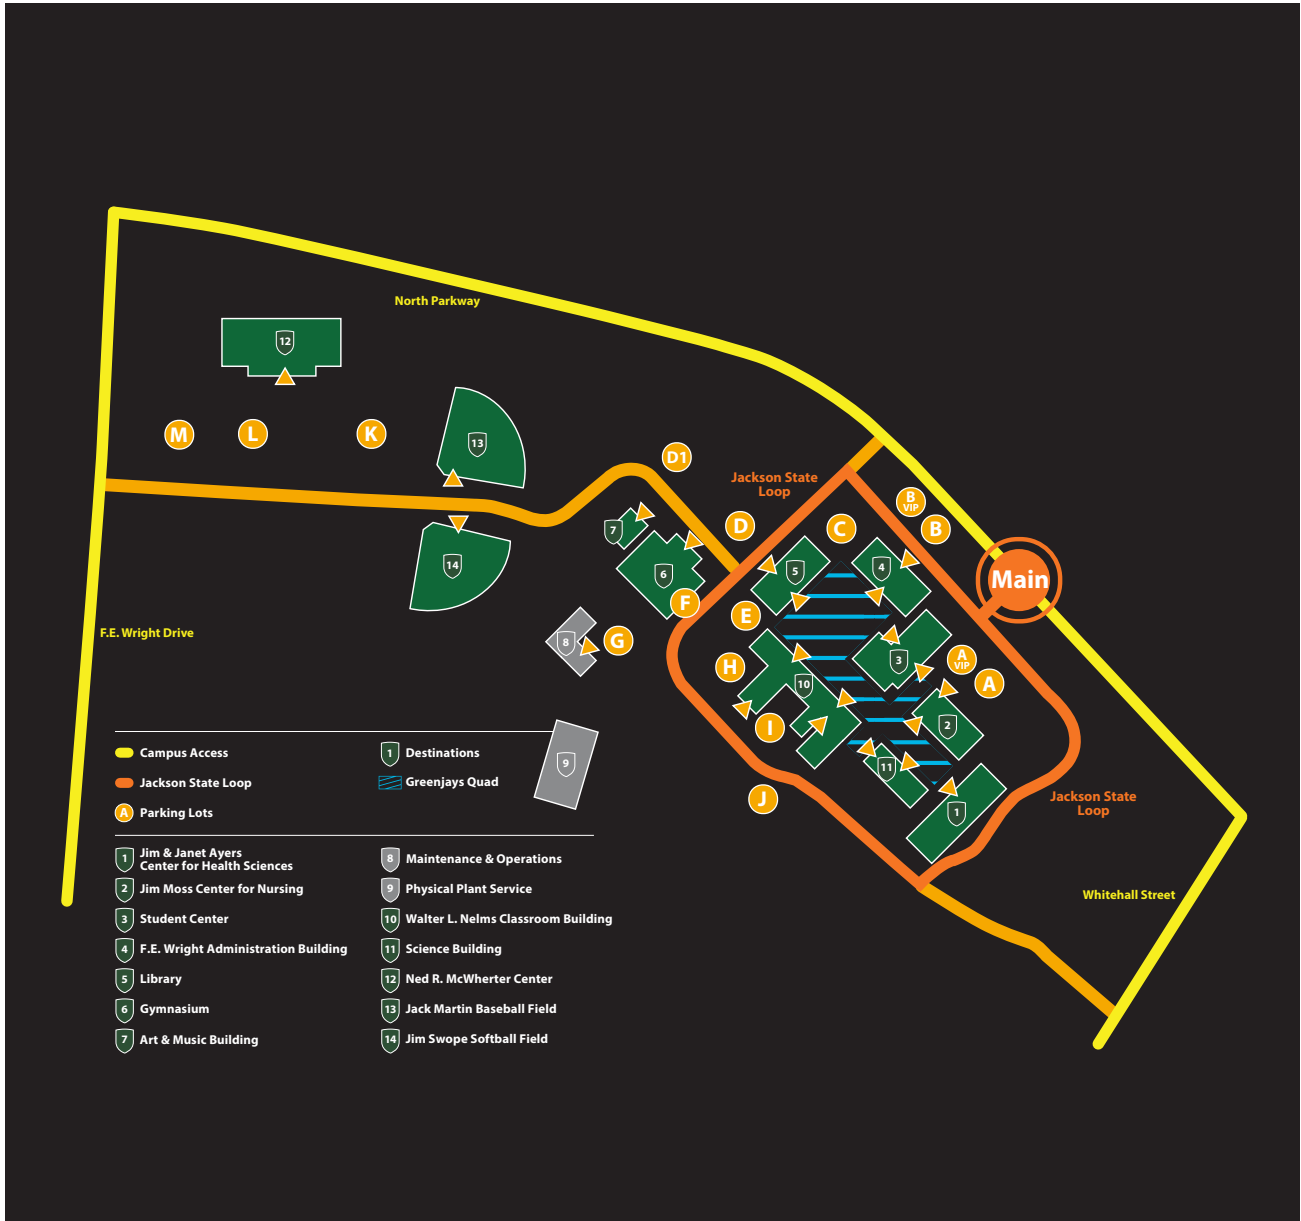 North Parkway
12
M
L
K
13
D1
Jackson State
Loop
B
VIP
D
C
B
7
14
5
4
6
Main
F
E
F.E. Wright Drive
8
G
3
A
VIP
H
10
A
I
2
9
11
J
1
Jackson State
Loop
Whitehall Street
Campus Access
1 Destinations
Jackson State Loop
Greenjays Quad
A Parking Lots
1 Jim & Janet Ayers
Center for Health Sciences
2 Jim Moss Center for Nursing
3 Student Center
4 F.E. Wright Administration Building
5 Library
6 Gymnasium
7 Art & Music Building
8 Maintenance & Operations
9 Physical Plant Service
10 Walter L. Nelms Classroom Building
11 Science Building
12 Ned R. McWherter Center
13 Jack Martin Baseball Field
14 Jim Swope Softball Field